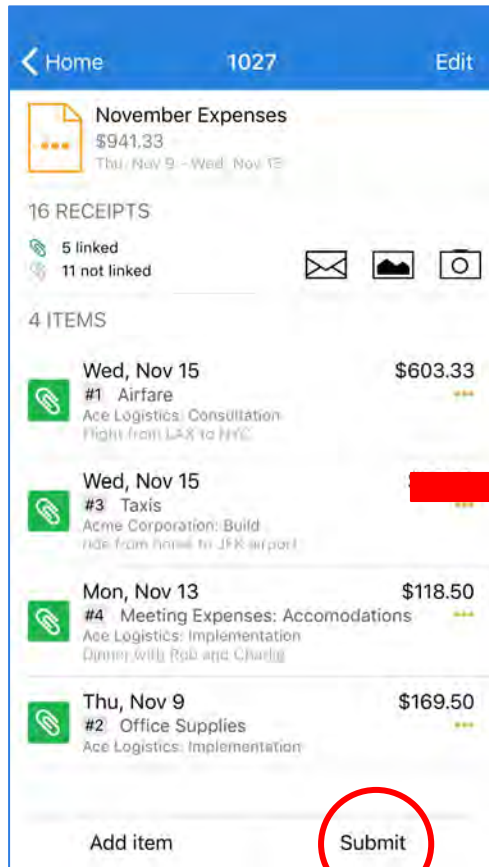 Home 1027 Edit
November Expenses
$941.33
Thu, Nov 9 - Wed, Nov 15
16 RECEIPTS
5 linked
11 not linked
4 ITEMS
Wed, Nov 15 $603.33
#1 Airfare
Ace Logistics: Consultation
Flight from LAX to NYC
Wed, Nov 15
#3 Taxis
Acme Corporation: Build
ride from home to JFK airport
Mon, Nov 13 $118.50
#4 Meeting Expenses: Accomodations
Ace Logistics: Implementation
Dinner with Rob and Charlie
Thu, Nov 9 $169.50
#2 Office Supplies
Ace Logistics: Implementation
Add item Submit